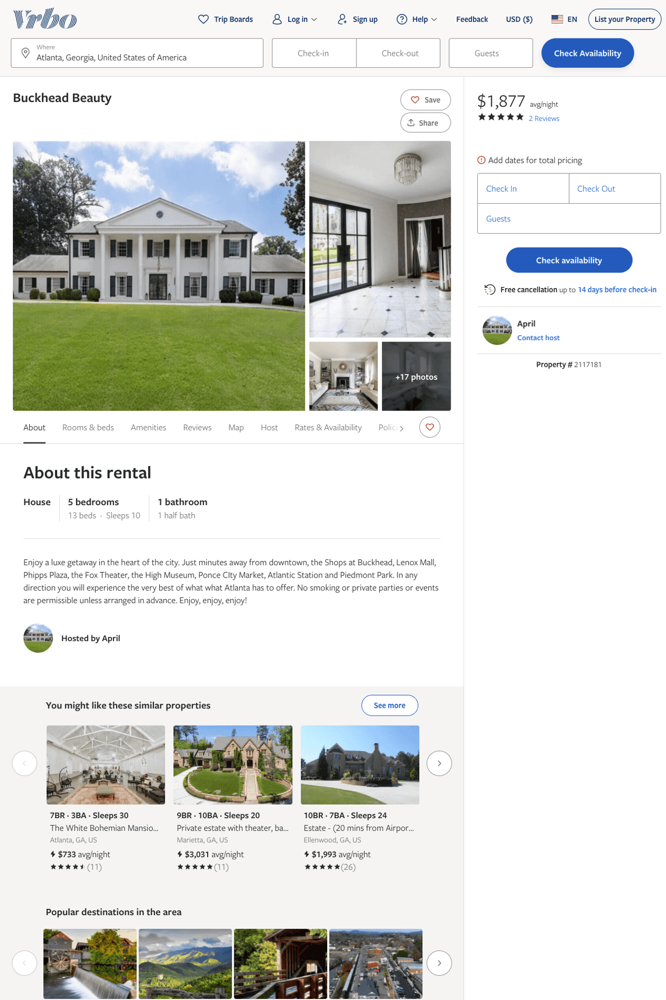 Vrbo
Trip Boards
Log in
Sign up
Help
Feedback
USD ($)
EN
List your Property
Where
Atlanta, Georgia, United States of America
Check-in
Check-out
Guests
Check Availability
Buckhead Beauty
Save
Share
+17 photos
$1,877 avg/night
2 Reviews
Add dates for total pricing
Check In
Check Out
Guests
Check availability
Free cancellation up to 14 days before check-in
April
Contact host
Property # 2117181
About
Rooms & beds
Amenities
Reviews
Map
Host
Rates & Availability
Polici
About this rental
House
5 bedrooms
13 beds · Sleeps 10
1 bathroom
1 half bath
Enjoy a luxe getaway in the heart of the city. Just minutes away from downtown, the Shops at Buckhead, Lenox Mall,
Phipps Plaza, the Fox Theater, the High Museum, Ponce CIty Market, Atlantic Station and Piedmont Park. In any
direction you will experience the very best of what what Atlanta has to offer. No smoking or private parties or events
are permissible unless arranged in advance. Enjoy, enjoy, enjoy!
Hosted by April
You might like these similar properties
See more
7BR · 3BA · Sleeps 30
The White Bohemian Mansio...
Atlanta, GA, US
$733 avg/night
(11)
9BR · 10BA · Sleeps 20
Private estate with theater, ba...
Marietta, GA, US
$3,031 avg/night
(11)
10BR · 7BA · Sleeps 24
Estate - (20 mins from Airpor...
Ellenwood, GA, US
$1,993 avg/night
(26)
Popular destinations in the area